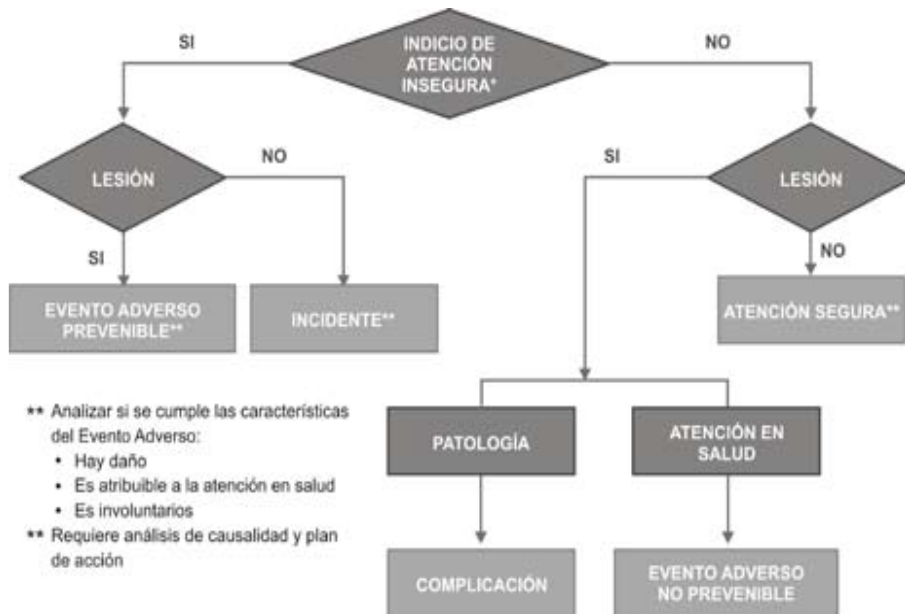 SI
INDICIO DE
ATENCIÓN
INSEGURA*
NO
LESIÓN
NO
SI
LESIÓN
SI
NO
EVENTO ADVERSO
PREVENIBLE**
INCIDENTE**
ATENCIÓN SEGURA**
** Analizar si se cumple las características
del Evento Adverso:
• Hay daño
• Es atribuible a la atención en salud
• Es involuntarios
** Requiere análisis de causalidad y plan
de acción
PATOLOGÍA
ATENCIÓN EN
SALUD
COMPLICACIÓN
EVENTO ADVERSO
NO PREVENIBLE